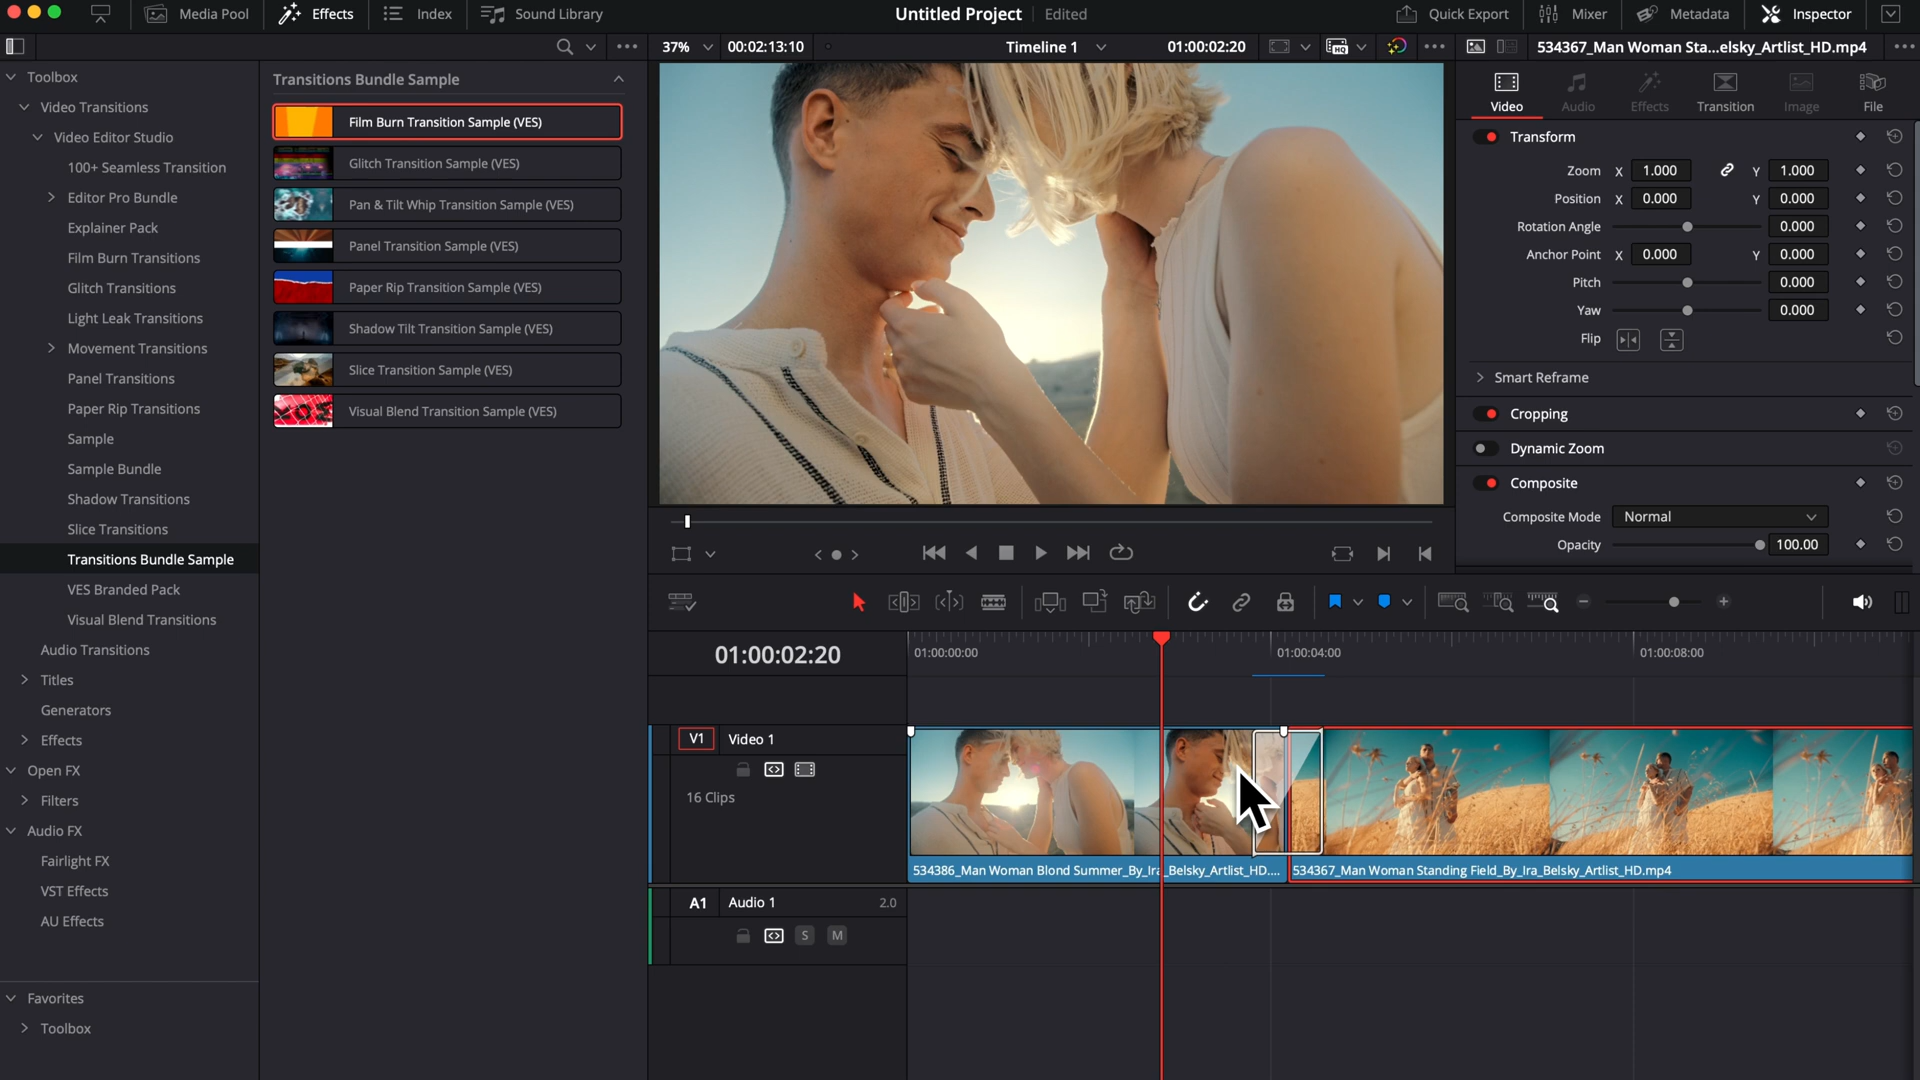 Media Pool
Effects
Index
Sound Library
Untitled Project
Edited
Quick Export
Mixer
Metadata
Inspector
37%
00:02:13:10
Timeline 1
01:00:02:20
534367_Man Woman Sta...elsky_Artlist_HD.mp4
Toolbox
Video Transitions
Video Editor Studio
100+ Seamless Transition
Editor Pro Bundle
Explainer Pack
Film Burn Transitions
Glitch Transitions
Light Leak Transitions
Movement Transitions
Panel Transitions
Paper Rip Transitions
Sample
Sample Bundle
Shadow Transitions
Slice Transitions
Transitions Bundle Sample
VES Branded Pack
Visual Blend Transitions
Audio Transitions
Titles
Generators
Effects
Open FX
Filters
Audio FX
Fairlight FX
VST Effects
AU Effects
Favorites
Toolbox
Transitions Bundle Sample
Film Burn Transition Sample (VES)
Glitch Transition Sample (VES)
Pan & Tilt Whip Transition Sample (VES)
Panel Transition Sample (VES)
Paper Rip Transition Sample (VES)
Shadow Tilt Transition Sample (VES)
Slice Transition Sample (VES)
Visual Blend Transition Sample (VES)
Video
Audio
Effects
Transition
Image
File
Transform
Zoom X 1.000 Y 1.000
Position X 0.000 Y 0.000
Rotation Angle 0.000
Anchor Point X 0.000 Y 0.000
Pitch 0.000
Yaw 0.000
Flip
Smart Reframe
Cropping
Dynamic Zoom
Composite
Composite Mode Normal
Opacity 100.00
01:00:02:20
01:00:00:00
01:00:04:00
01:00:08:00
V1 Video 1
16 Clips
534386_Man Woman Blond Summer_By_Ira_Belsky_Artlist_HD....
534367_Man Woman Standing Field_By_Ira_Belsky_Artlist_HD.mp4
A1 Audio 1 2.0
S M